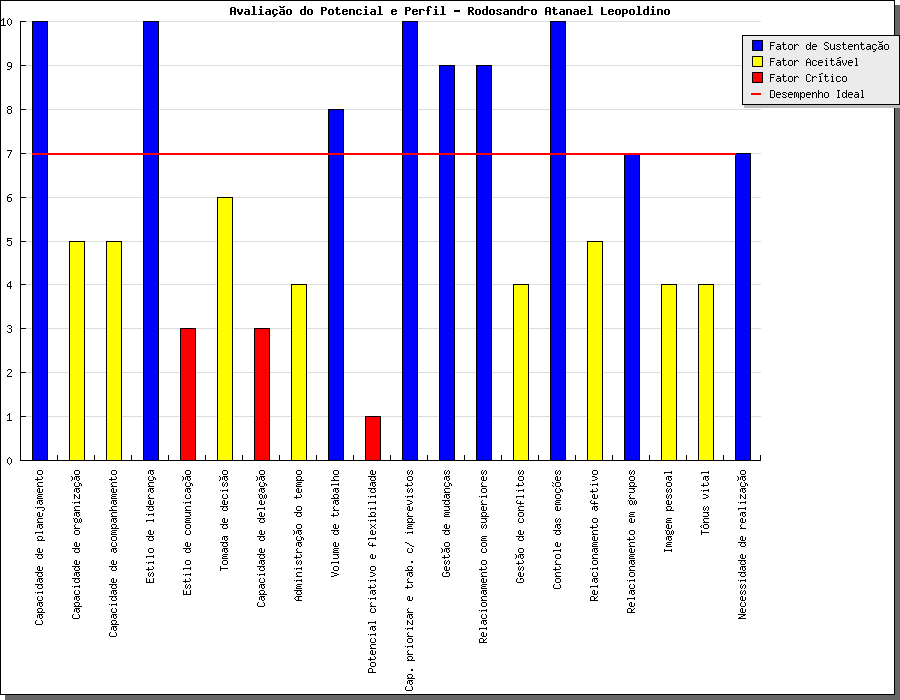 Avaliação do Potencial e Perfil - Rodosandro Atanael Leopoldino
Fator de Sustentação
Fator Aceitável
Fator Crítico
Desempenho Ideal
10
9
8
7
6
5
4
3
2
1
0
Capacidade de planejamento
Capacidade de organização
Capacidade de acompanhamento
Estilo de liderança
Estilo de comunicação
Tomada de decisão
Capacidade de delegação
Administração do tempo
Volume de trabalho
Potencial criativo e flexibilidade
Cap. priorizar e trab. c/ imprevistos
Gestão de mudanças
Relacionamento com superiores
Gestão de conflitos
Controle das emoções
Relacionamento afetivo
Relacionamento em grupos
Imagem pessoal
Tônus vital
Necessidade de realização